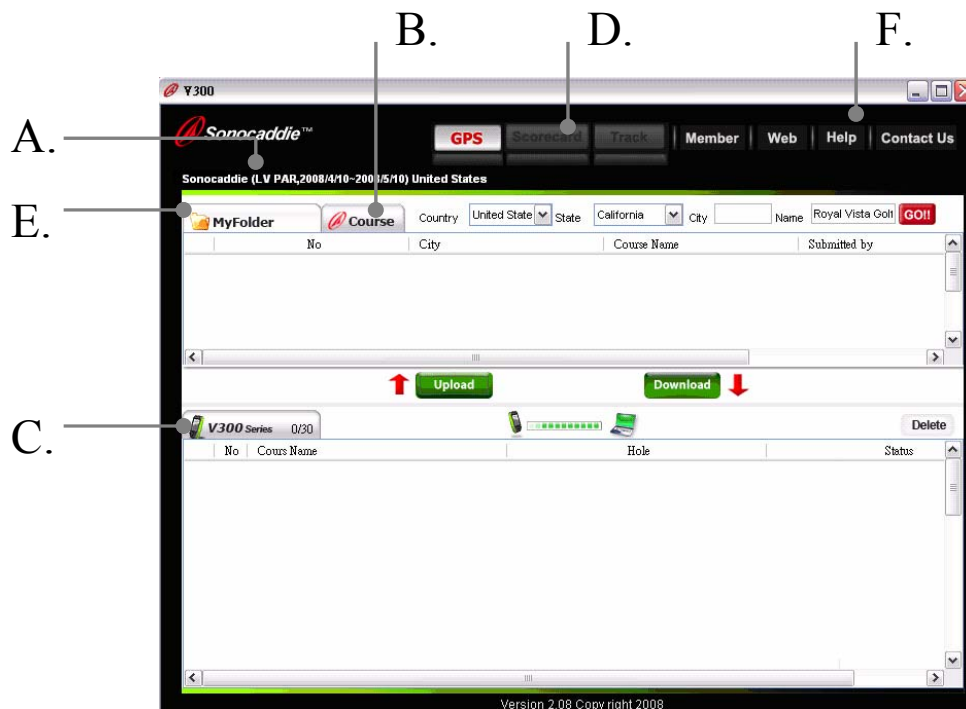 B. D. F.
V300
A.
Sonocaddie™
GPS Scorecard Track Member Web Help Contact Us
Sonocaddie (LV PAR,2008/4/10~2008/5/10) United States
E.
MyFolder Course Country United State State California City Name Royal Vista Golf GO!!
No City Course Name Submitted by
Upload Download
C.
V300 Series 0/30 Delete
No Cours Name Hole Status
Version 2.08 Copy right 2008